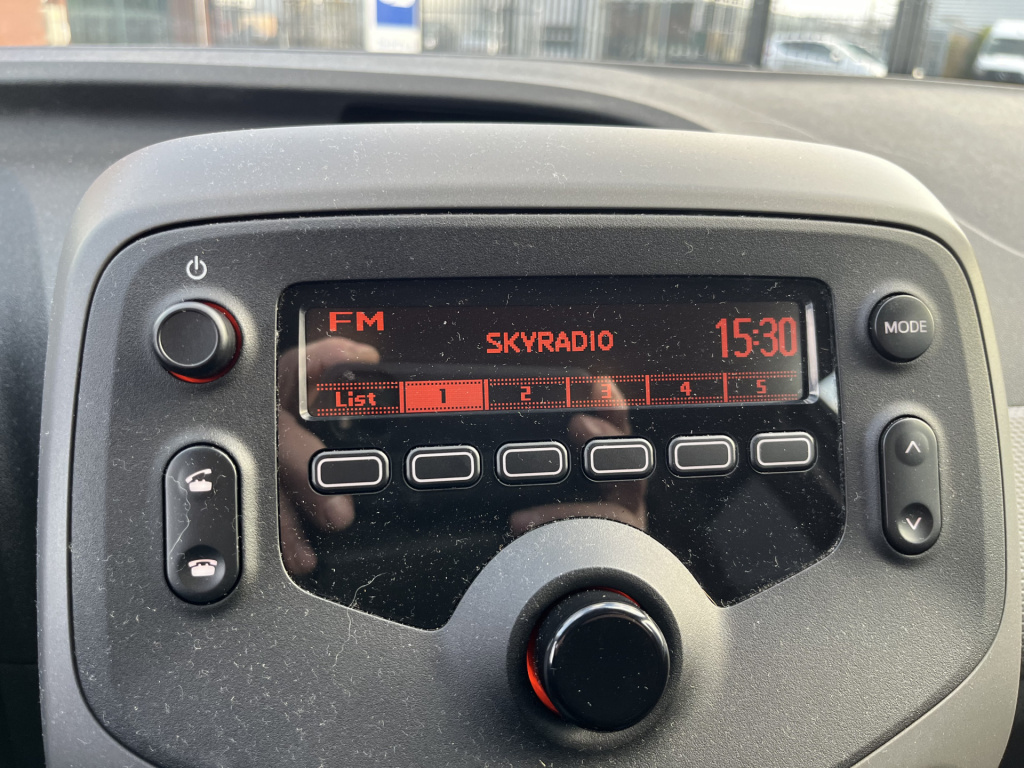 FM
SKYRADIO
15:30
List 1 2 3 4 5
MODE